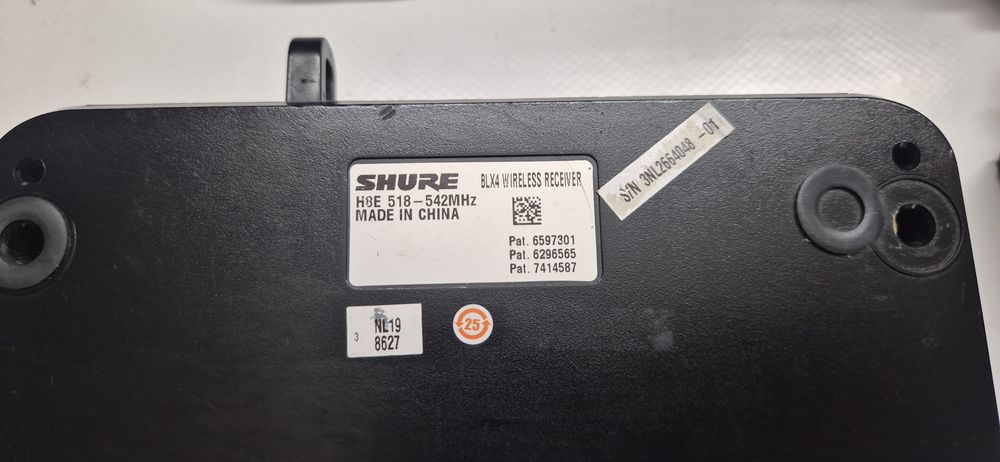 SHURE BLX4 WIRELESS RECEIVER
H8E 518-542MHz
MADE IN CHINA
Pat. 6597301
Pat. 6296565
Pat. 7414587
S/N 3NL2664048 -01
3 NL19
8627
25